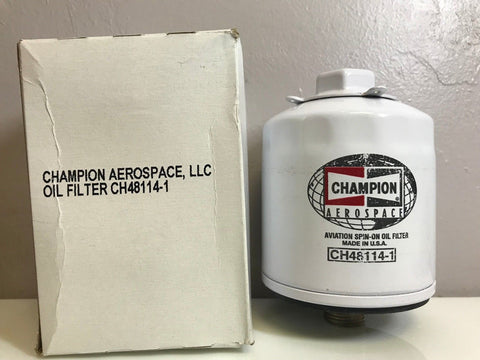 CHAMPION AEROSPACE, LLC
OIL FILTER CH48114-1
CHAMPION
AEROSPACE
AVIATION SPIN-ON OIL FILTER
MADE IN U.S.A.
CH48114-1